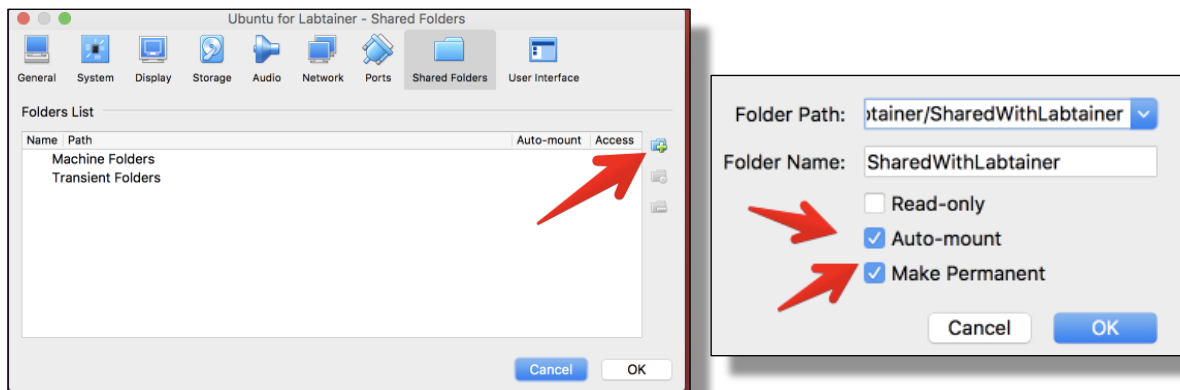 Ubuntu for Labtainer - Shared Folders
General System Display Storage Audio Network Ports Shared Folders User Interface
Folders List
Name Path Auto-mount Access
Machine Folders
Transient Folders
Cancel OK
Folder Path: tainer/SharedWithLabtainer
Folder Name: SharedWithLabtainer
Read-only
Auto-mount
Make Permanent
Cancel OK